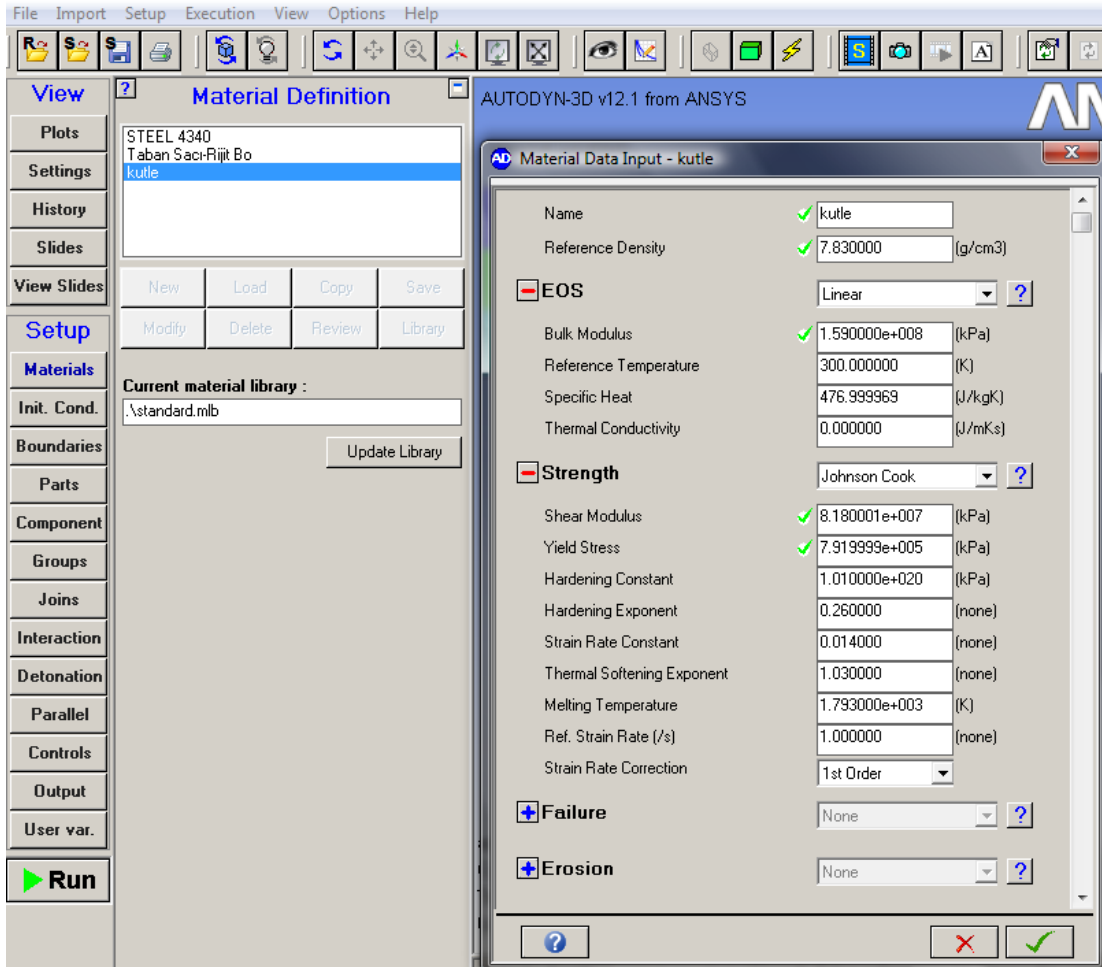 File Import Setup Execution View Options Help
View
Plots
Settings
History
Slides
View Slides
Setup
Materials
Init. Cond.
Boundaries
Parts
Component
Groups
Joins
Interaction
Detonation
Parallel
Controls
Output
User var.
Run
? Material Definition
STEEL 4340
Taban Sacı-Rijit Bo
kutle
New Load Copy Save
Modify Delete Review Library
Current material library :
.\standard.mlb
Update Library
AUTODYN-3D v12.1 from ANSYS
AD Material Data Input - kutle
Name kutle
Reference Density 7.830000 (g/cm3)
EOS Linear ?
Bulk Modulus 1.590000e+008 (kPa)
Reference Temperature 300.000000 (K)
Specific Heat 476.999969 (J/kgK)
Thermal Conductivity 0.000000 (J/mKs)
Strength Johnson Cook ?
Shear Modulus 8.180001e+007 (kPa)
Yield Stress 7.919999e+005 (kPa)
Hardening Constant 1.010000e+020 (kPa)
Hardening Exponent 0.260000 (none)
Strain Rate Constant 0.014000 (none)
Thermal Softening Exponent 1.030000 (none)
Melting Temperature 1.793000e+003 (K)
Ref. Strain Rate (/s) 1.000000 (none)
Strain Rate Correction 1st Order
Failure None ?
Erosion None ?